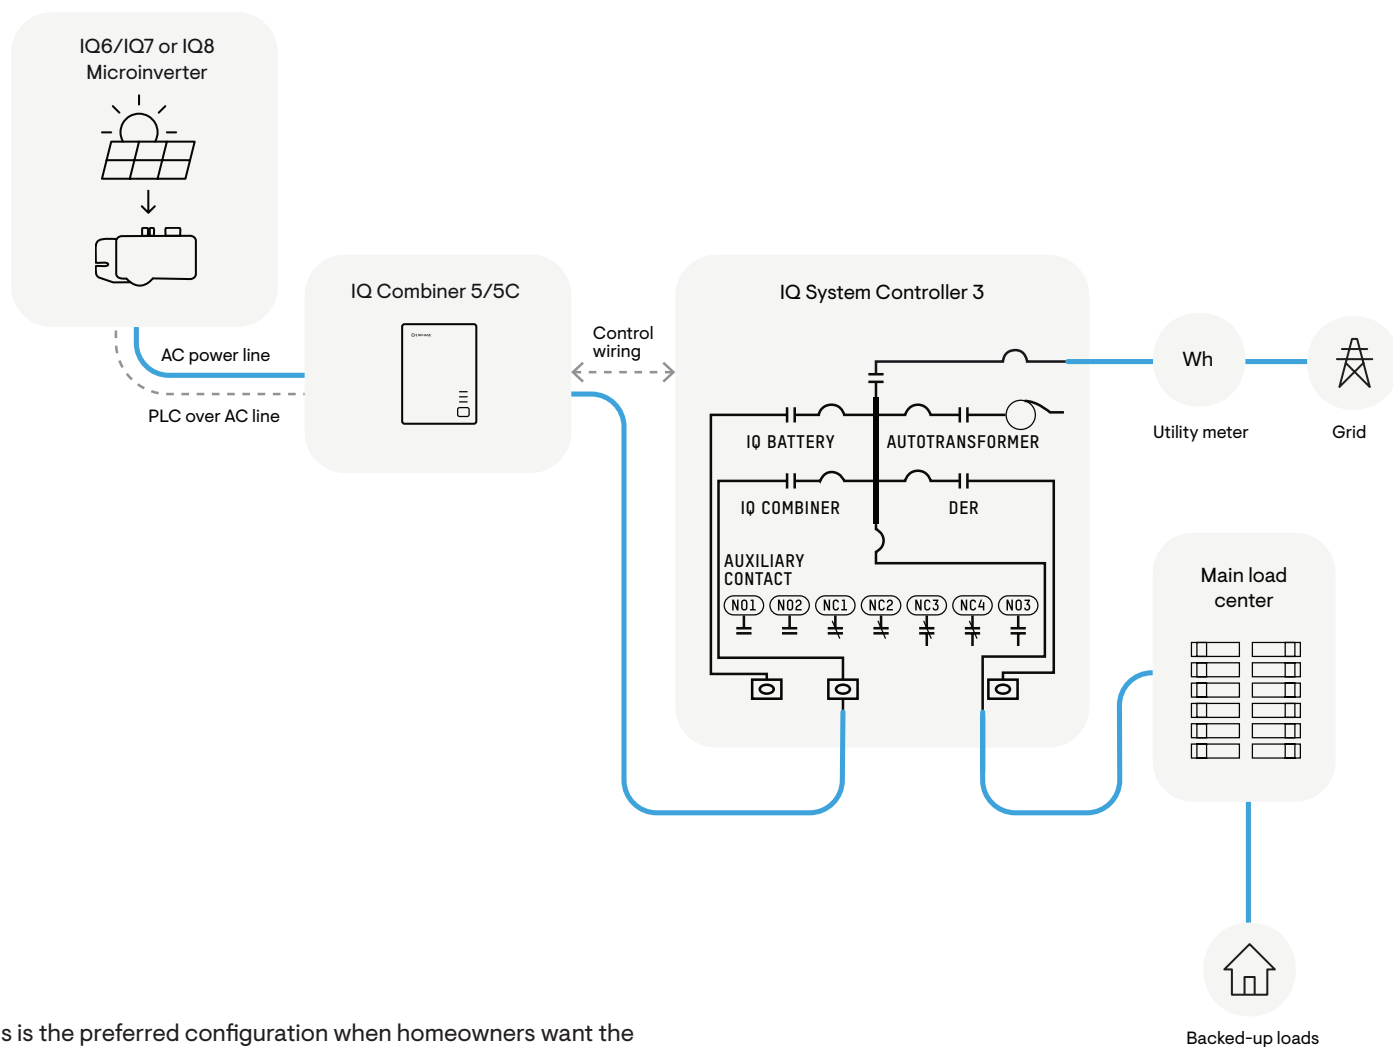 IQ6/IQ7 or IQ8
Microinverter
AC power line
PLC over AC line
IQ Combiner 5/5C
ENPHASE
Control
wiring
IQ System Controller 3
IQ BATTERY
AUTOTRANSFORMER
IQ COMBINER
DER
AUXILIARY
CONTACT
NO1 NO2 NC1 NC2 NC3 NC4 NO3
Wh
Utility meter
Grid
Main load
center
Backed-up loads
s is the preferred configuration when homeowners want the